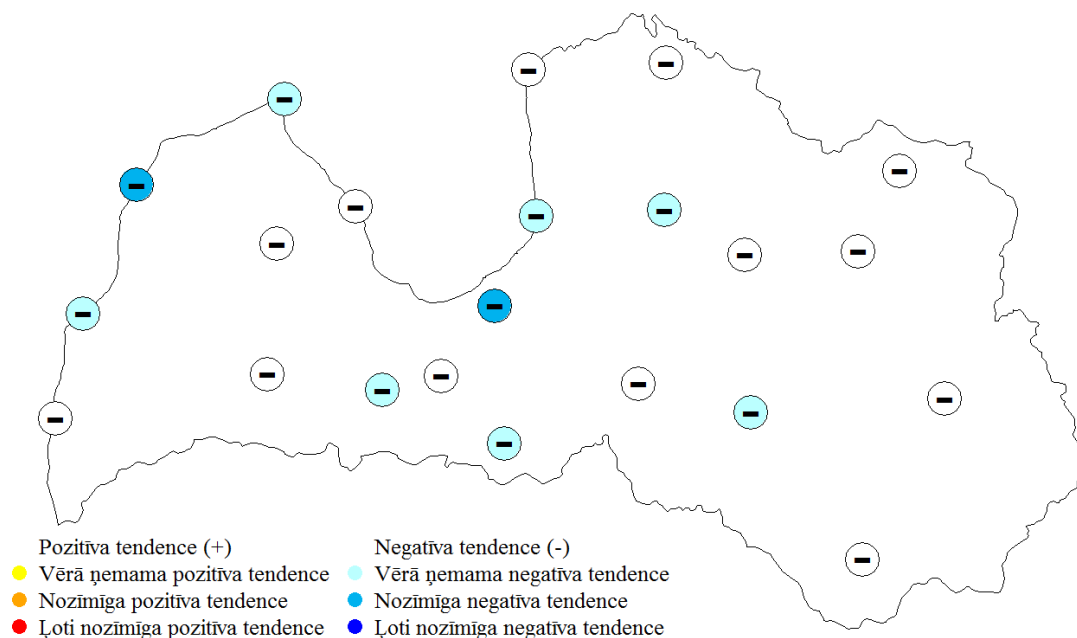 Pozitīva tendence (+)
Vērā ņemama pozitīva tendence
Nozīmīga pozitīva tendence
Ļoti nozīmīga pozitīva tendence
Negatīva tendence (-)
Vērā ņemama negatīva tendence
Nozīmīga negatīva tendence
Ļoti nozīmīga negatīva tendence